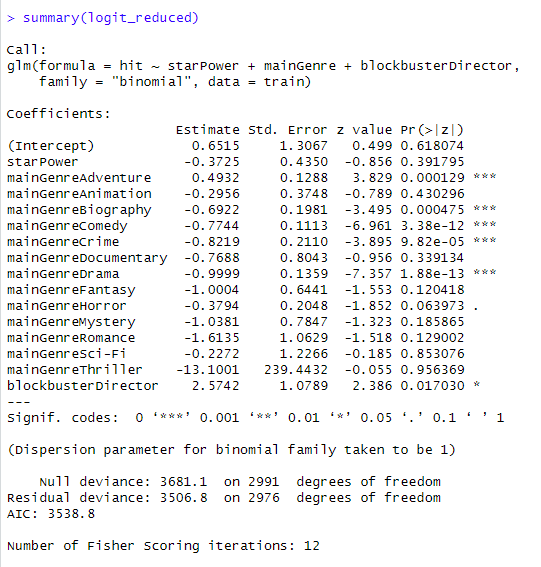 > summary(logit_reduced)
Call:
glm(formula = hit ~ starPower + mainGenre + blockbusterDirector,
    family = "binomial", data = train)
Coefficients:
                     Estimate Std. Error z value Pr(>|z|)
(Intercept)            0.6515     1.3067   0.499 0.618074
starPower             -0.3725     0.4350  -0.856 0.391795
mainGenreAdventure     0.4932     0.1288   3.829 0.000129 ***
mainGenreAnimation    -0.2956     0.3748  -0.789 0.430296
mainGenreBiography    -0.6922     0.1981  -3.495 0.000475 ***
mainGenreComedy       -0.7744     0.1113  -6.961 3.38e-12 ***
mainGenreCrime        -0.8219     0.2110  -3.895 9.82e-05 ***
mainGenreDocumentary  -0.7688     0.8043  -0.956 0.339134
mainGenreDrama        -0.9999     0.1359  -7.357 1.88e-13 ***
mainGenreFantasy      -1.0004     0.6441  -1.553 0.120418
mainGenreHorror       -0.3794     0.2048  -1.852 0.063973 .
mainGenreMystery      -1.0381     0.7847  -1.323 0.185865
mainGenreRomance      -1.6135     1.0629  -1.518 0.129002
mainGenreSci-Fi       -0.2272     1.2266  -0.185 0.853076
mainGenreThriller    -13.1001   239.4432  -0.055 0.956369
blockbusterDirector    2.5742     1.0789   2.386 0.017030 *
---
Signif. codes:  0 ‘***’ 0.001 ‘**’ 0.01 ‘*’ 0.05 ‘.’ 0.1 ‘ ’ 1
(Dispersion parameter for binomial family taken to be 1)
    Null deviance: 3681.1  on 2991  degrees of freedom
Residual deviance: 3506.8  on 2976  degrees of freedom
AIC: 3538.8
Number of Fisher Scoring iterations: 12